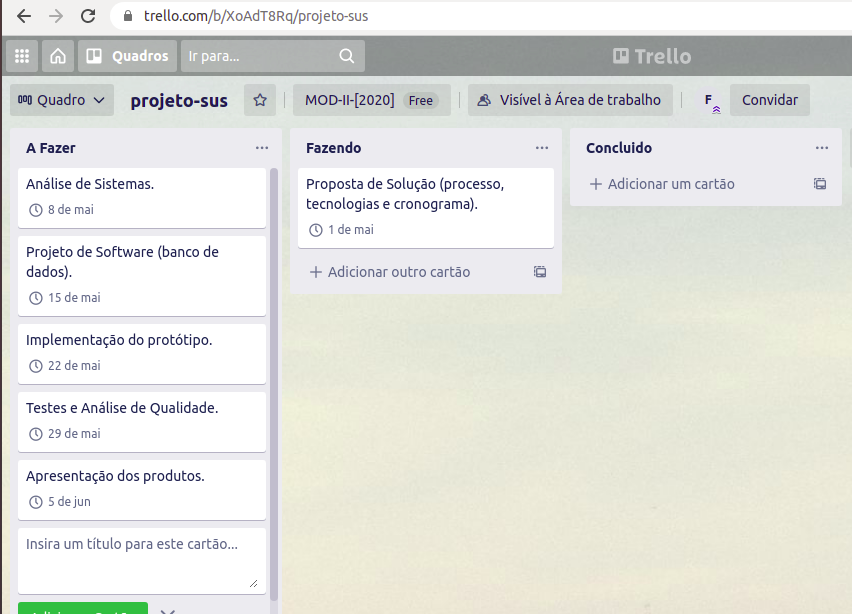 trello.com/b/XoAdT8Rq/projeto-sus
Quadros
Ir para...
Trello
Quadro
projeto-sus
MOD-II-[2020] Free
Visível à Área de trabalho
F
Convidar
A Fazer
Análise de Sistemas.
8 de mai
Projeto de Software (banco de
dados).
15 de mai
Implementação do protótipo.
22 de mai
Testes e Análise de Qualidade.
29 de mai
Apresentação dos produtos.
5 de jun
Insira um título para este cartão...
Fazendo
Proposta de Solução (processo,
tecnologias e cronograma).
1 de mai
Adicionar outro cartão
Concluido
Adicionar um cartão